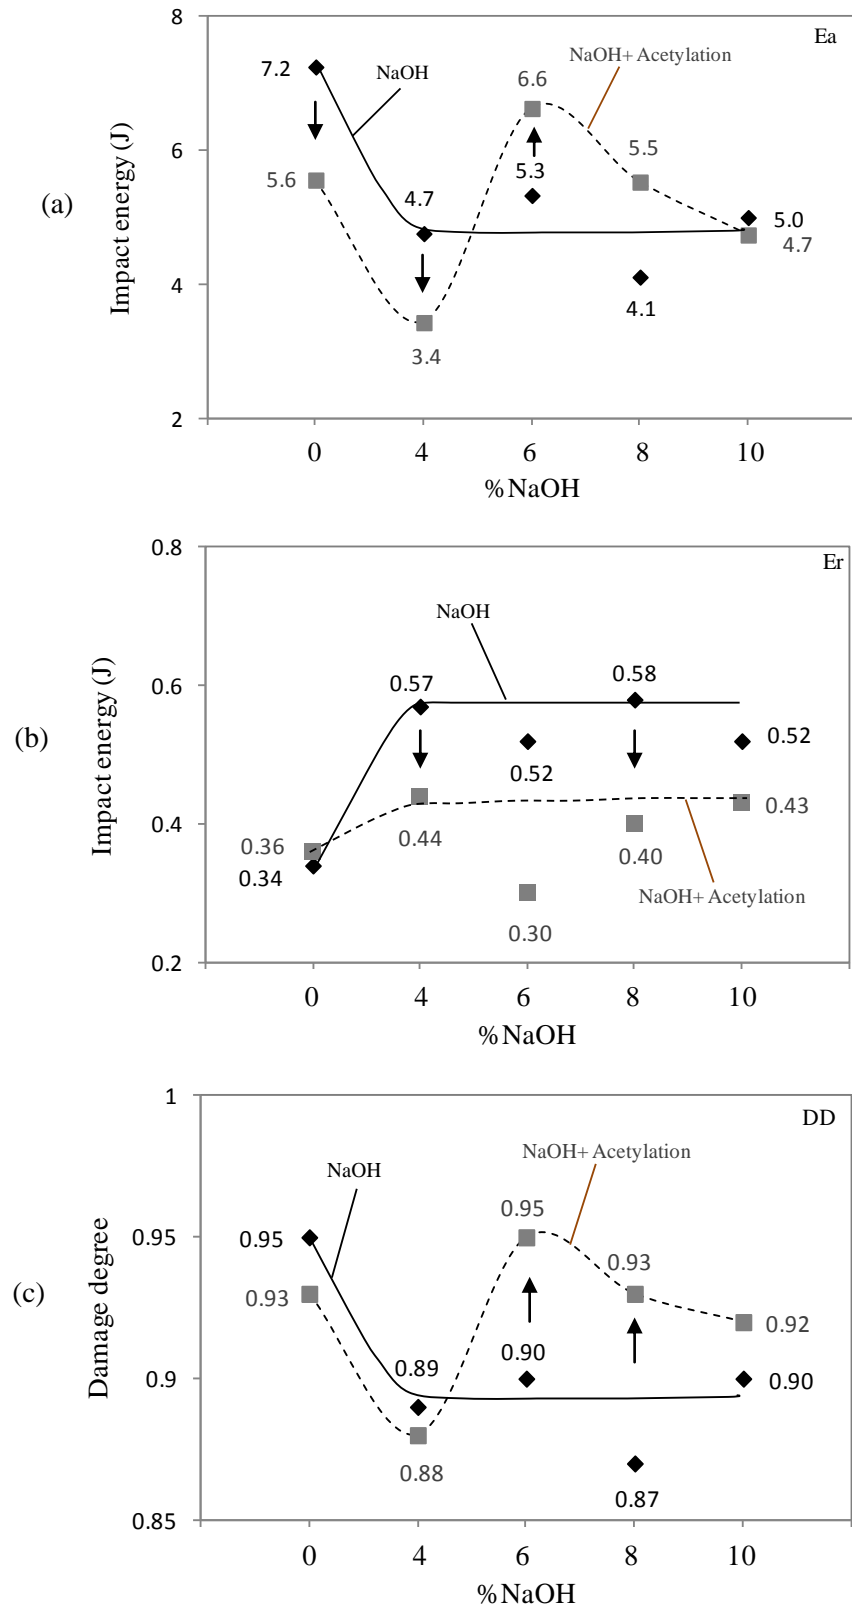 8
Ea
NaOH+ Acetylation
7.2
NaOH
6.6
6
5.6
5.3
5.5
4.7
5.0
4.7
(a)
Impact energy (J)
4
4.1
3.4
2
0 4 6 8 10
% NaOH
0.8
Er
NaOH
0.6
0.57
0.58
0.52
0.52
(b)
Impact energy (J)
0.4
0.36
0.34
0.44
0.40
0.43
NaOH+ Acetylation
0.30
0.2
0 4 6 8 10
% NaOH
1
DD
NaOH
NaOH+ Acetylation
0.95
0.95
0.95
0.93
0.93
0.92
(c)
Damage degree
0.9
0.89
0.90
0.90
0.88
0.87
0.85
0 4 6 8 10
% NaOH